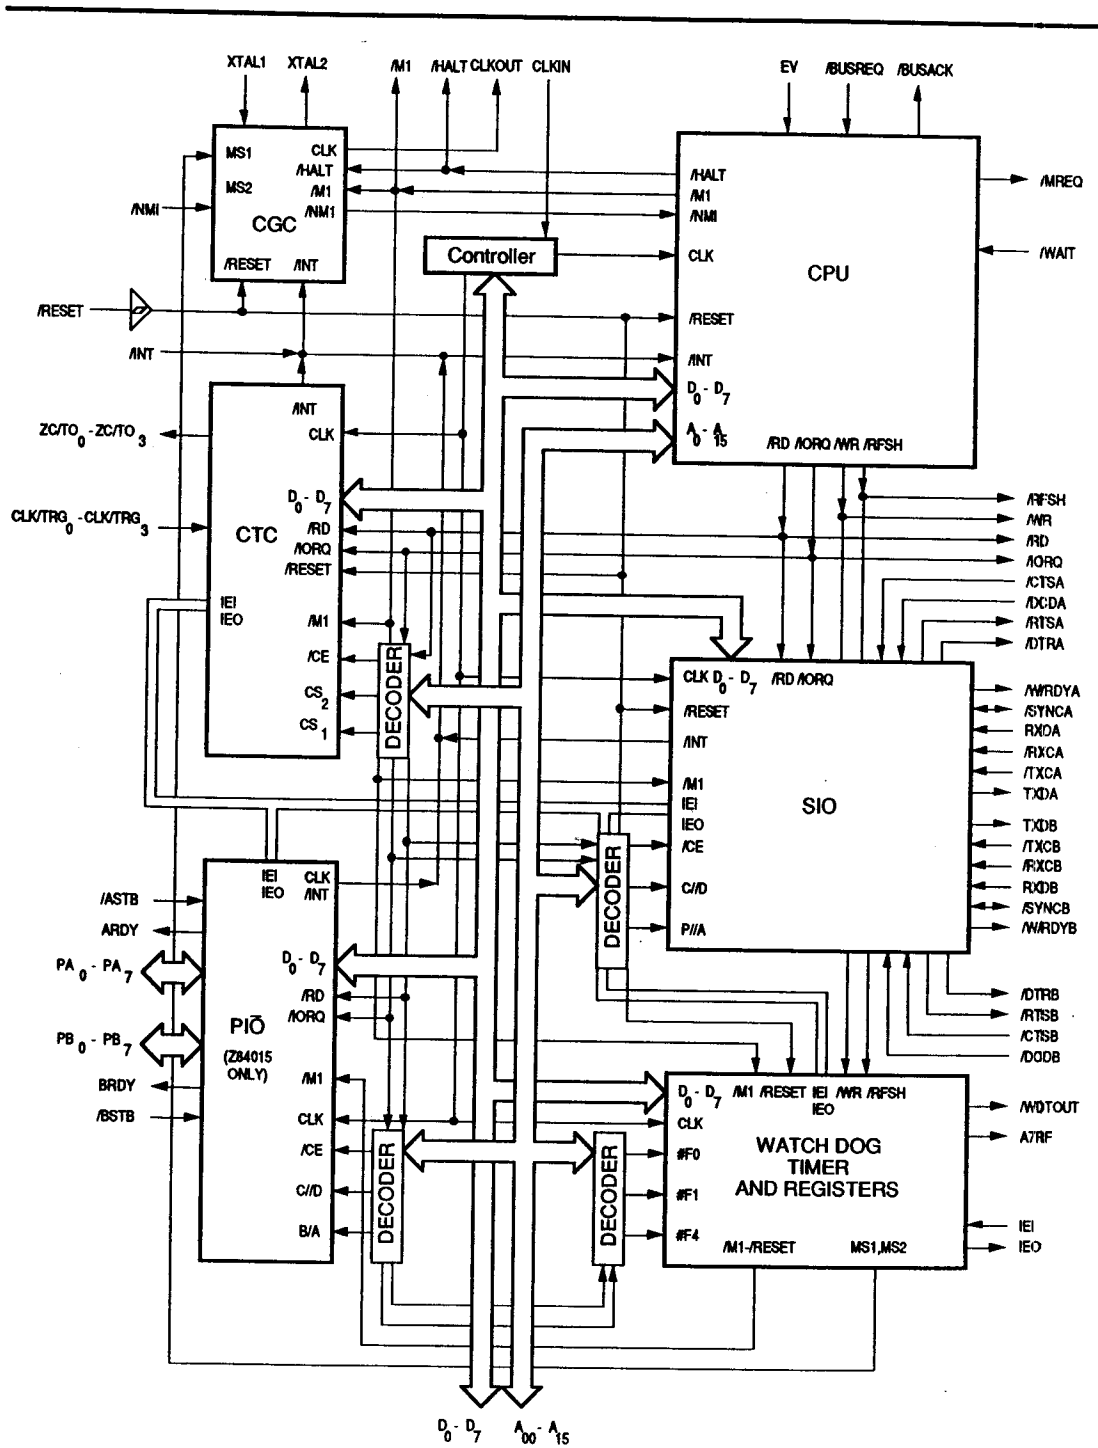 XTAL1 XTAL2 /M1 /HALT CLKOUT CLKIN EV /BUSREQ /BUSACK
MS1 CLK
/HALT /HALT
MS2 /M1 /M1 /MREQ
/NMI /NM1 /NMI
CGC
Controller CLK /WAIT
/RESET /INT CPU
/RESET /RESET
/INT /INT
/INT D0 - D7
ZC/TO0 - ZC/TO3 CLK A0 - A15
/RD /IORQ /WR /RFSH
D0 - D7 /RFSH
CLK/TRG0 - CLK/TRG3 CTC /RD /WR
/RD
/IORQ /IORQ
/RESET /CTSA
IEI /DCDA
IEO /M1 /RTSA
/DTRA
/CE DECODER CLK D0 - D7 /RD /IORQ
CS2 /W/RDYA
/RESET /SYNCA
CS1 /INT RXDA
/RXCA
/M1 /TXCA
IEI SIO TXDA
IEO TXDB
/CE /TXCB
IEI CLK DECODER /RXCB
IEO /INT C//D RXDB
/ASTB /SYNCB
ARDY P//A /W/RDYB
PA0 - PA7 D0 - D7
/RD /DTRB
/IORQ /RTSB
PIO /CTSB
PB0 - PB7 (Z84015 /DCDB
ONLY)
BRDY /M1 D0 - D7 /M1 /RESET IEI /WR /RFSH
IEO /WDTOUT
/BSTB CLK CLK
A7RF
/CE DECODER DECODER #F0 WATCH DOG
TIMER
C//D #F1 AND REGISTERS
IEI
B/A #F4 IEO
/M1-/RESET MS1,MS2
D0 - D7 A00 - A15